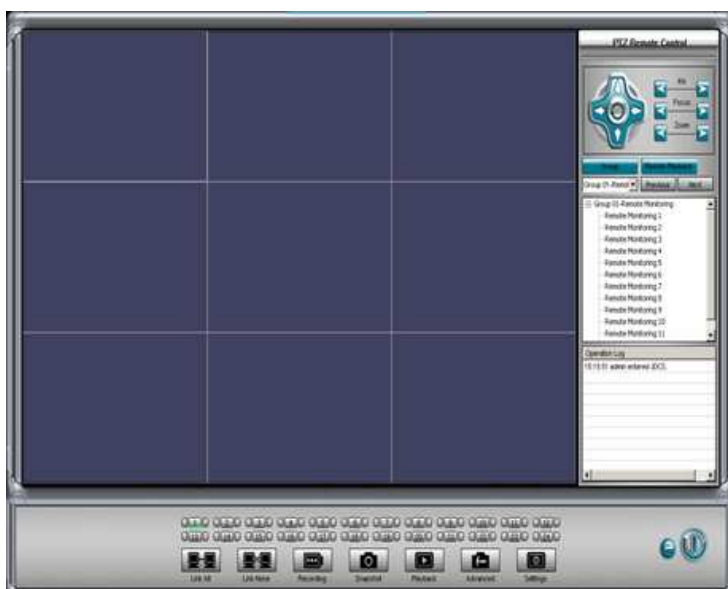 PTZ Remote Control
Iris
Focus
Zoom
Group
Remote Playback
Group 01-Remot
Previous
Next
Group 01-Remote Monitoring
Remote Monitoring 1
Remote Monitoring 2
Remote Monitoring 3
Remote Monitoring 4
Remote Monitoring 5
Remote Monitoring 6
Remote Monitoring 7
Remote Monitoring 8
Remote Monitoring 9
Remote Monitoring 10
Remote Monitoring 11
Operation Log
admin entered
Link All
Link None
Recording
Snapshot
Playback
Advanced
Settings